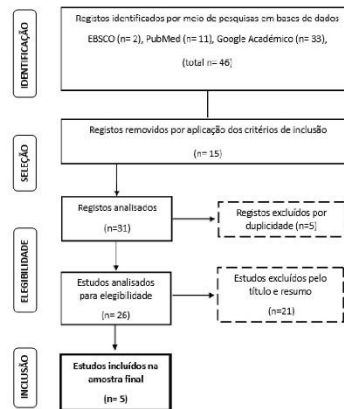 IDENTIFICAÇÃO
Registos identificados por meio de pesquisas em bases de dados
EBSCO (n= 2), PubMed (n= 11), Google Académico (n= 33),
(total n= 46)
SELEÇÃO
Registos removidos por aplicação dos critérios de inclusão
(n= 15)
ELEGIBILIDADE
Registos analisados
(n=31)
Registos excluídos por
duplicidade (n=5)
Estudos analisados
para elegibilidade
(n= 26)
Estudos excluídos pelo
título e resumo
(n=21)
INCLUSÃO
Estudos incluídos na
amostra final
(n= 5)